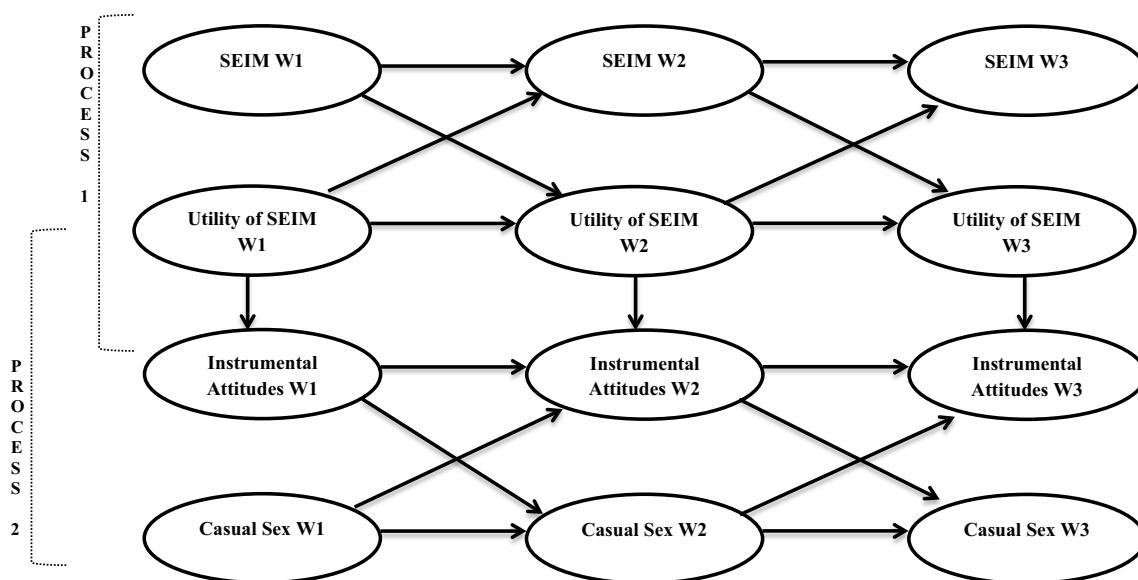 PROCESS 1
SEIM W1
SEIM W2
SEIM W3
Utility of SEIM
W1
Utility of SEIM
W2
Utility of SEIM
W3
PROCESS 2
Instrumental
Attitudes W1
Instrumental
Attitudes W2
Instrumental
Attitudes W3
Casual Sex W1
Casual Sex W2
Casual Sex W3